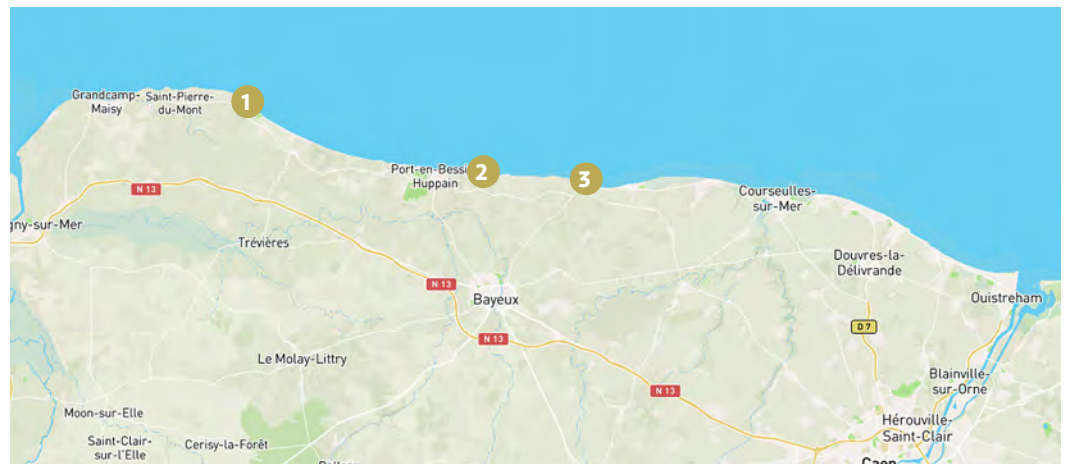 Grandcamp-
Maisy
Saint-Pierre-
du-Mont
1
Port-en-Bessi
Huppain
2
3
Courseulles-
sur-Mer
N 13
gny-sur-Mer
Trévières
Douvres-la-
Délivrande
N 13
Bayeux
Ouistreham
N 13
D 7
Le Molay-Littry
Blainville-
sur-Orne
N 13
Moon-sur-Elle
Hérouville-
Saint-Clair
Saint-Clair-
sur-l'Elle
Cerisy-la-Forêt
Caen